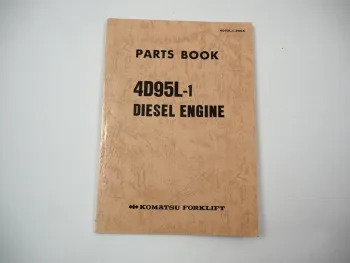 PARTS BOOK
4D95L-1
DIESEL ENGINE
KOMATSU FORKLIFT